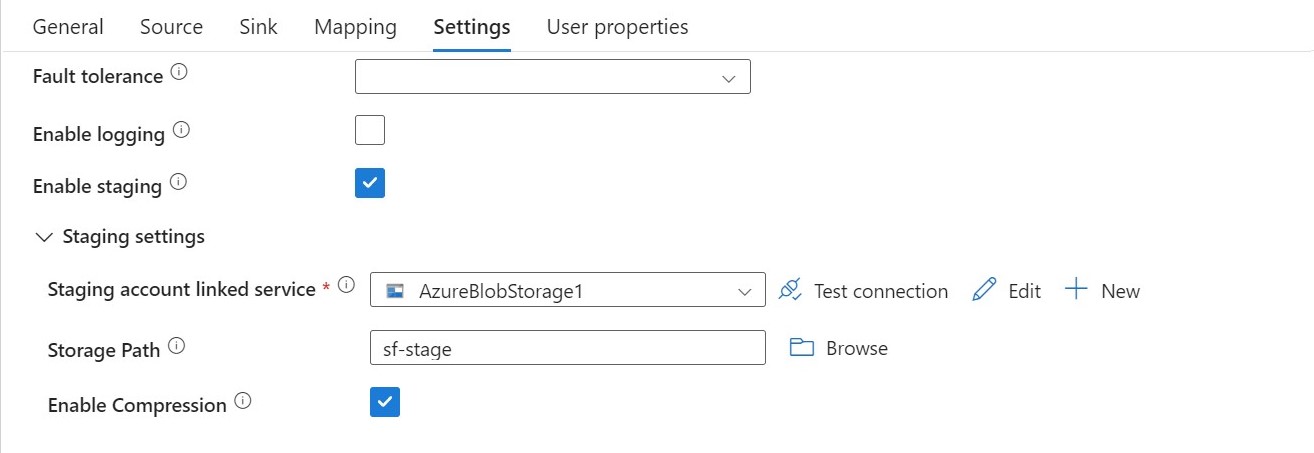 General Source Sink Mapping Settings User properties
Fault tolerance
Enable logging
Enable staging
Staging settings
Staging account linked service * AzureBlobStorage1 Test connection Edit New
Storage Path sf-stage Browse
Enable Compression